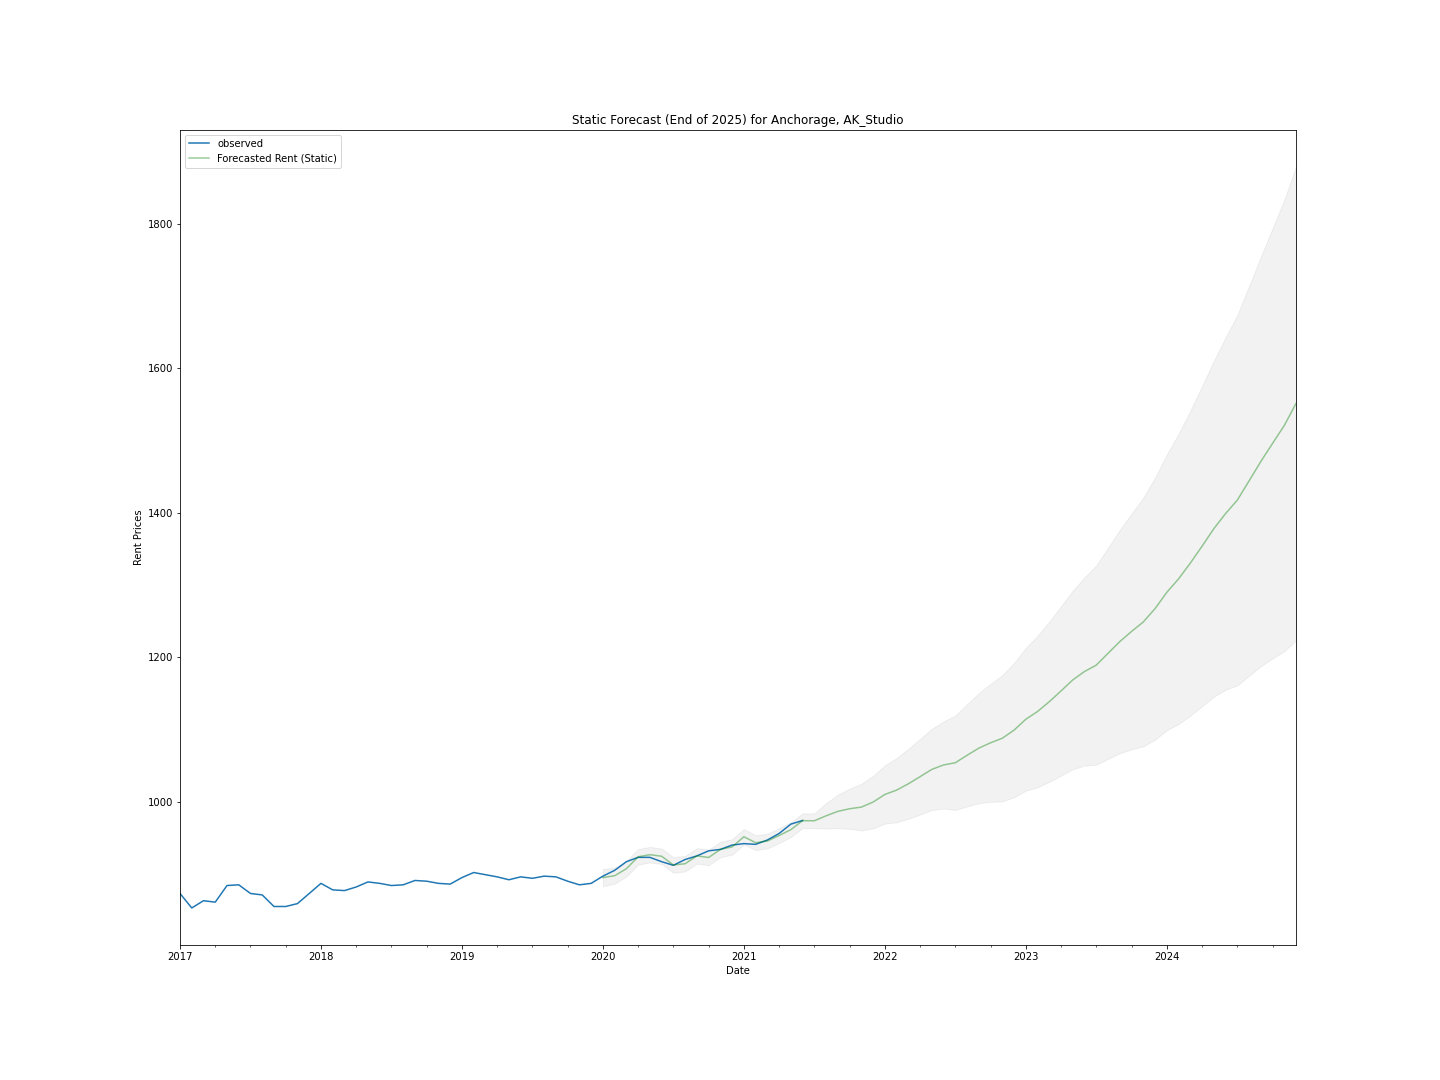 Static Forecast (End of 2025) for Anchorage, AK_Studio
observed
Forecasted Rent (Static)
1800
1600
1400
1200
1000
Rent Prices
2017 2018 2019 2020 2021 2022 2023 2024
Date